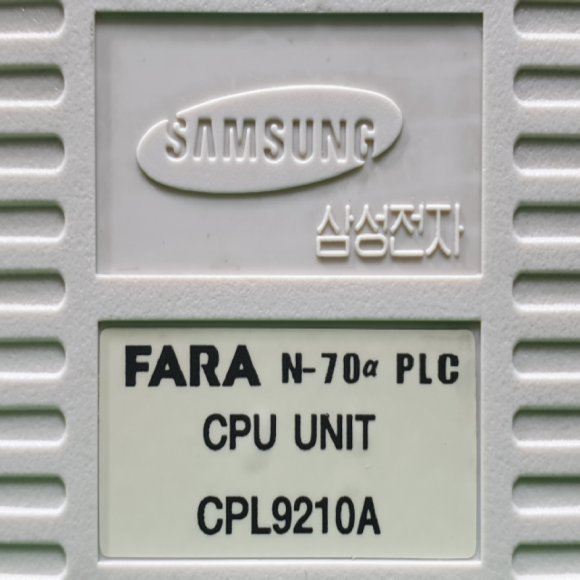 SAMSUNG
삼성전자
FARA N-70α PLC
CPU UNIT
CPL9210A